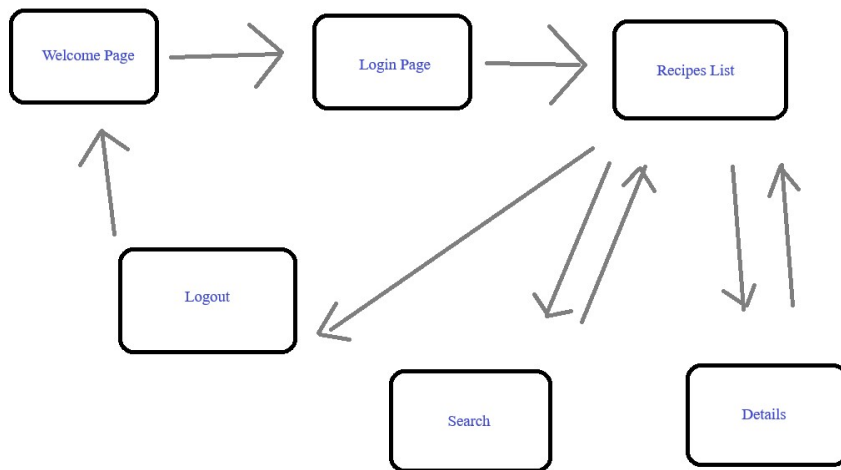 Welcome Page
Login Page
Recipes List
Logout
Search
Details